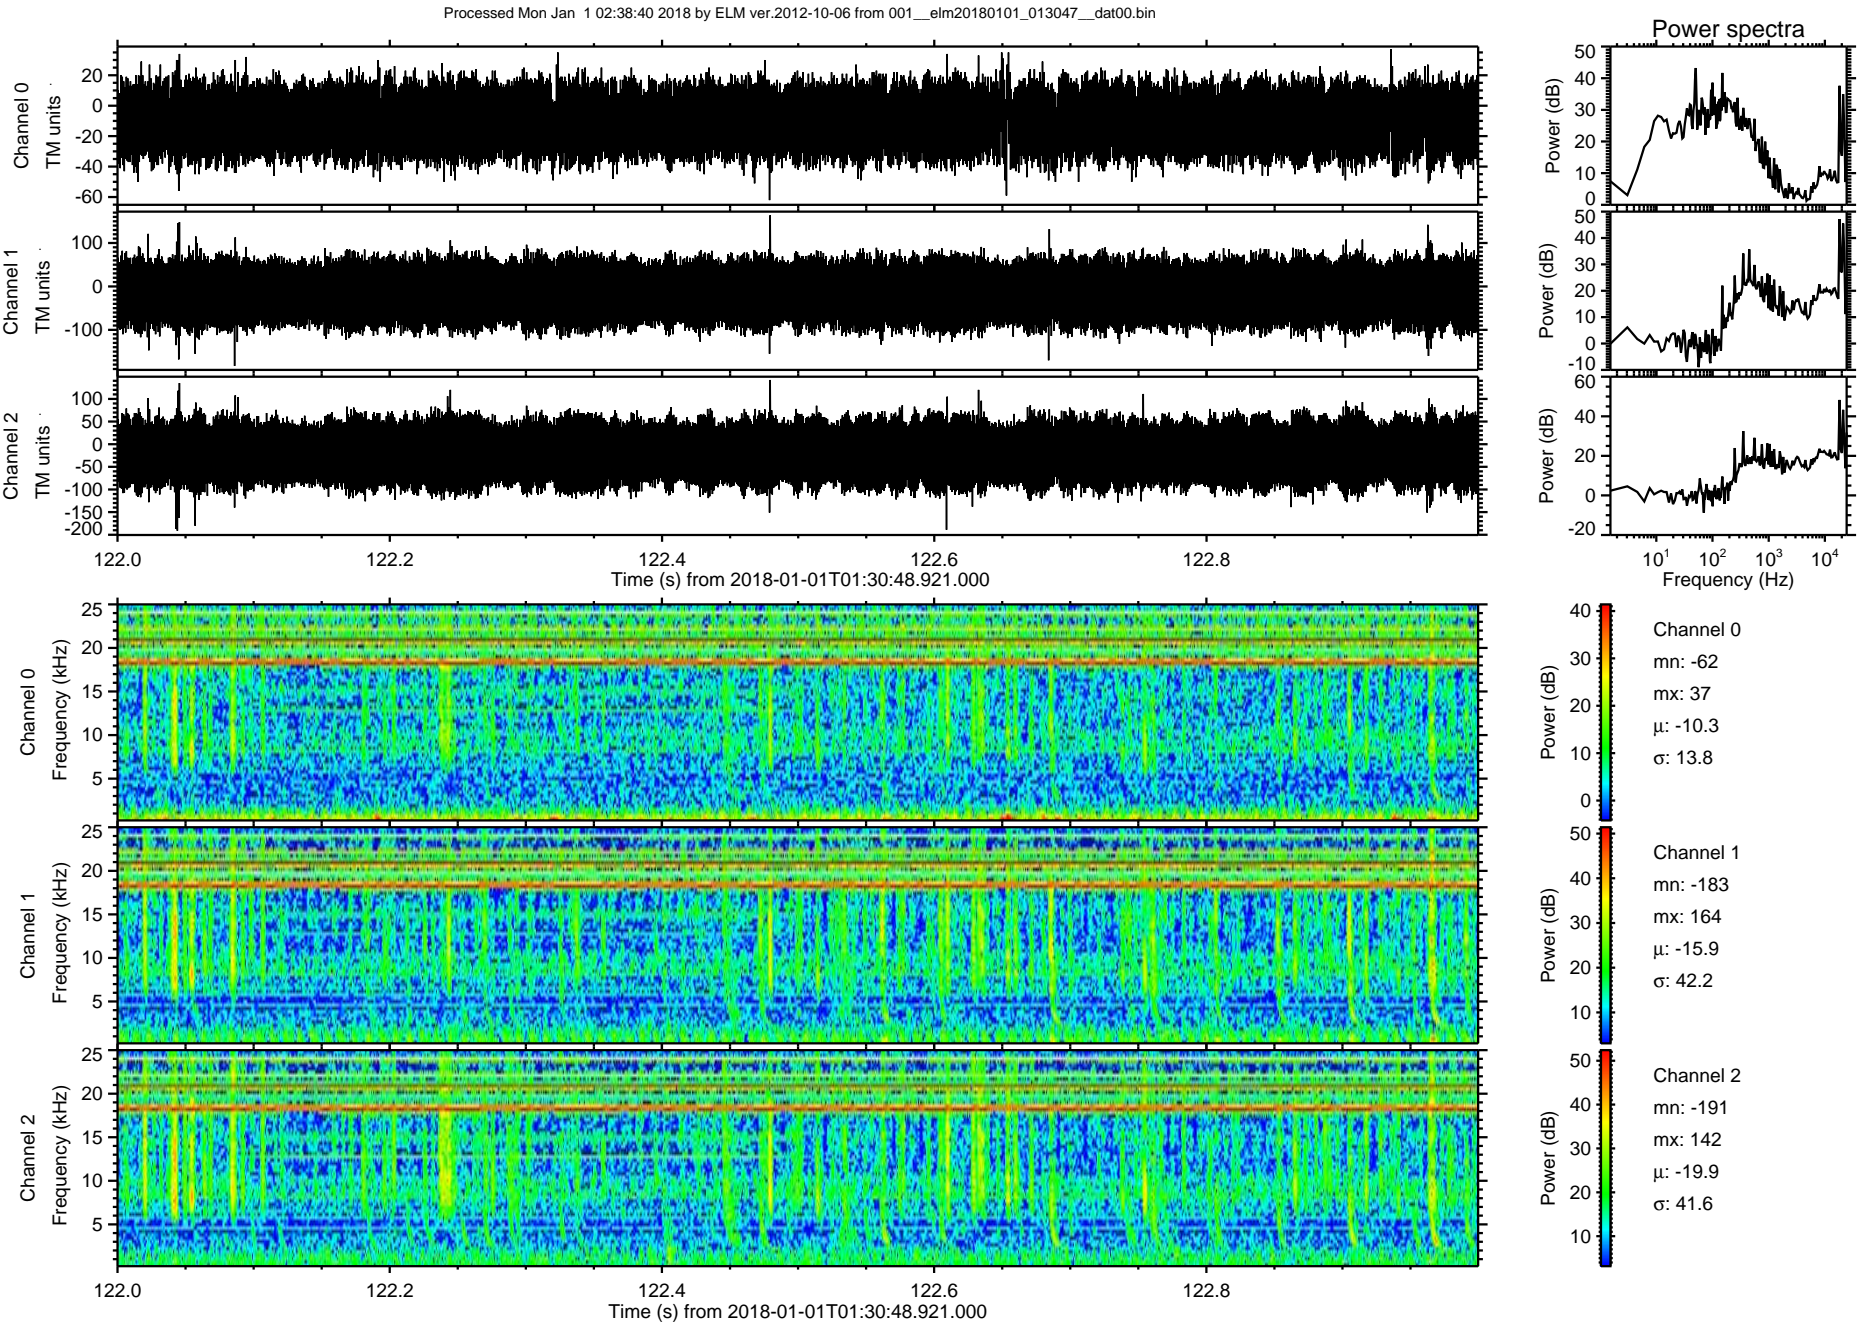 Processed Mon Jan  1 02:38:40 2018 by ELM ver.2012-10-06 from 001__elm20180101_013047__dat00.bin
Power spectra
Channel 0
TM units
20
0
-20
-40
-60
Power (dB)
50
40
30
20
10
0
Channel 1
TM units
100
0
-100
Power (dB)
50
40
30
20
10
0
-10
Channel 2
TM units
100
50
0
-50
-100
-150
-200
Power (dB)
60
40
20
0
-20
122.0 122.2 122.4 122.6 122.8
Time (s) from 2018-01-01T01:30:48.921.000
10¹ 10² 10³ 10⁴
Frequency (Hz)
Channel 0
Frequency (kHz)
25
20
15
10
5
Power (dB)
40
30
20
10
0
Channel 0
mn: -62
mx: 37
μ: -10.3
σ: 13.8
Channel 1
Frequency (kHz)
25
20
15
10
5
Power (dB)
50
40
30
20
10
Channel 1
mn: -183
mx: 164
μ: -15.9
σ: 42.2
Channel 2
Frequency (kHz)
25
20
15
10
5
Power (dB)
50
40
30
20
10
Channel 2
mn: -191
mx: 142
μ: -19.9
σ: 41.6
122.0 122.2 122.4 122.6 122.8
Time (s) from 2018-01-01T01:30:48.921.000